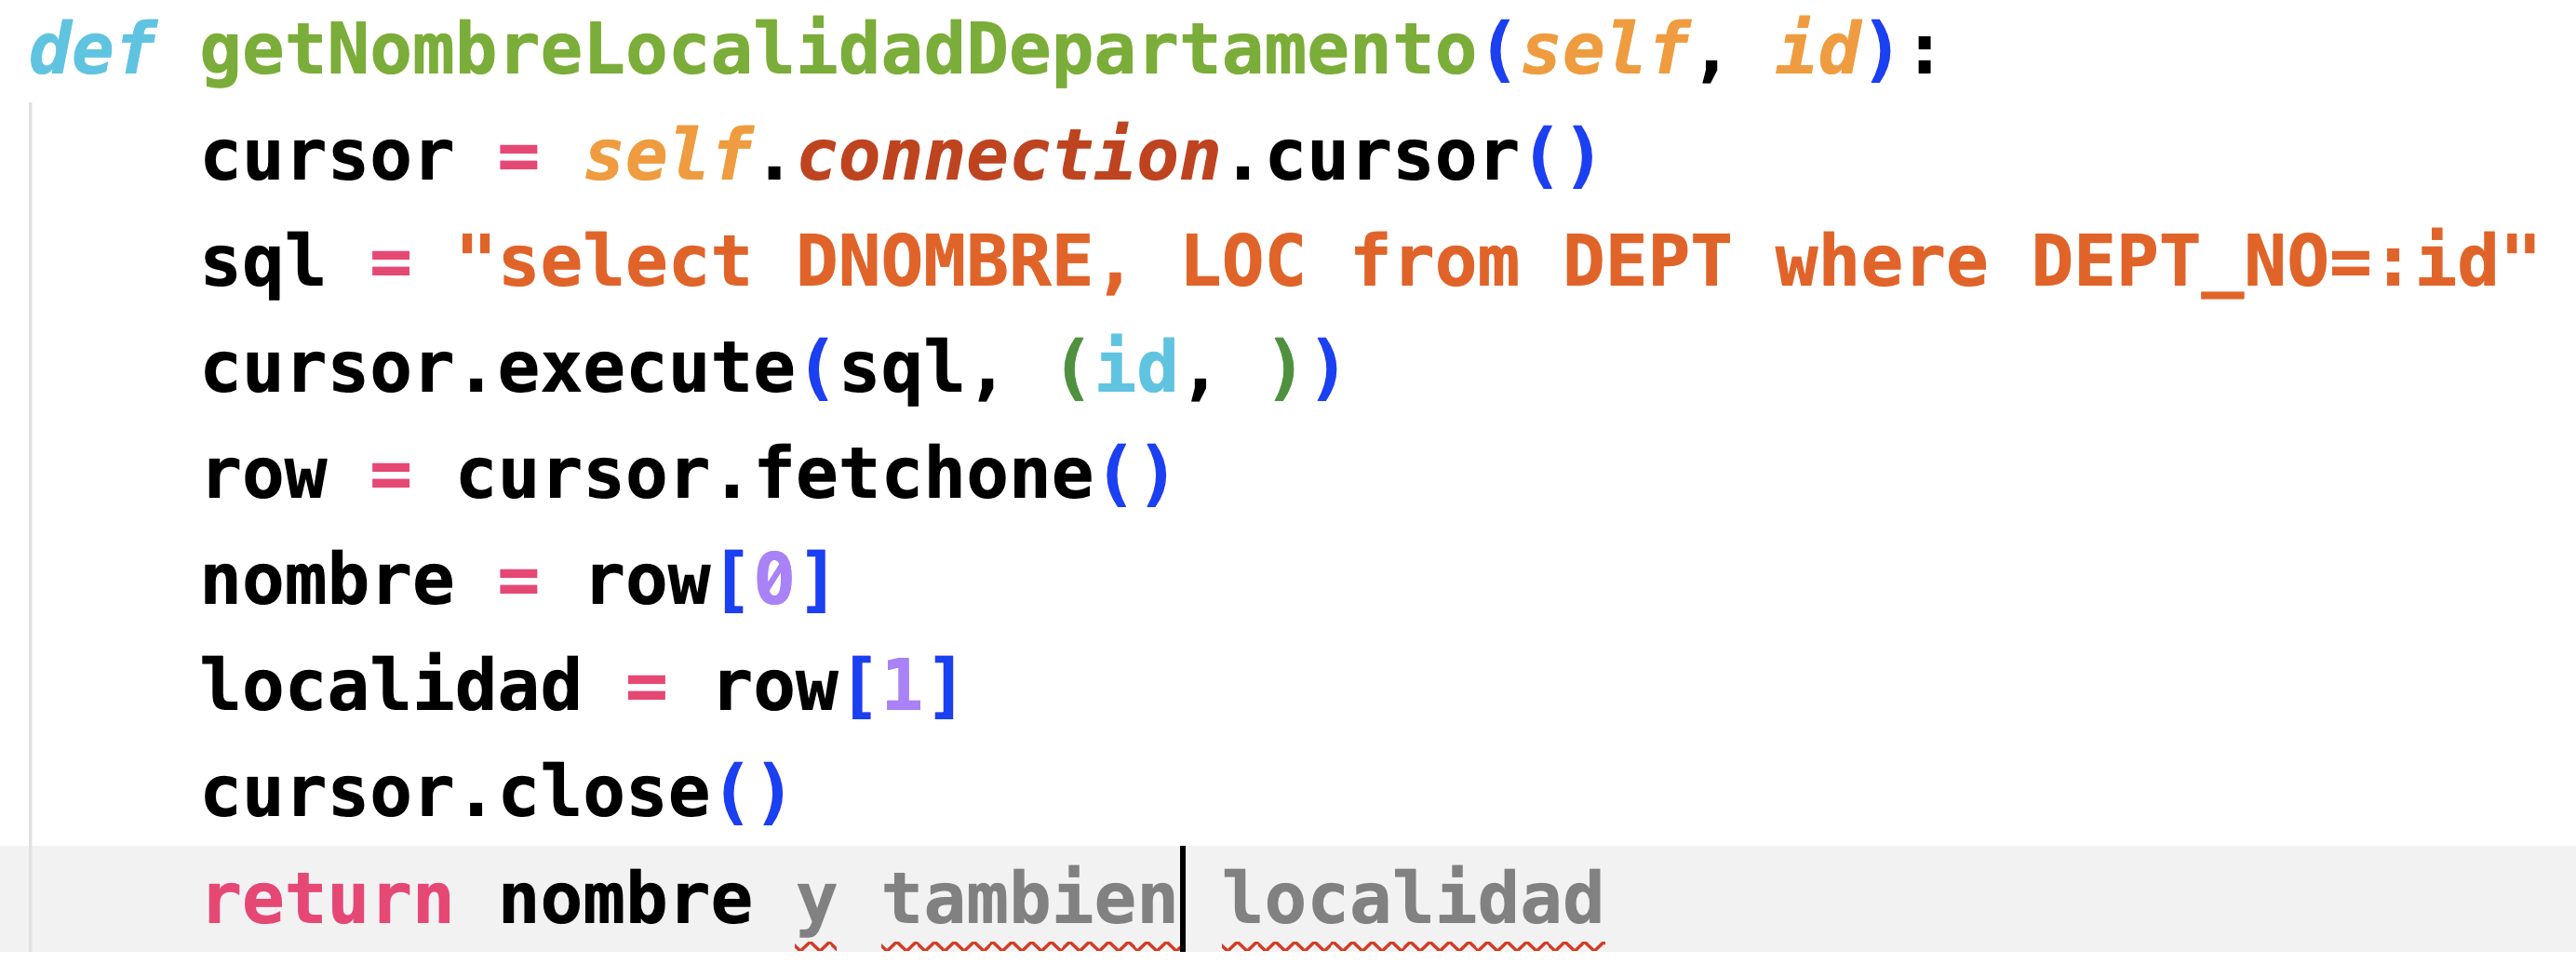 def getNombreLocalidadDepartamento(self, id):
    cursor = self.connection.cursor()
    sql = "select DNOMBRE, LOC from DEPT where DEPT_NO=:id"
    cursor.execute(sql, (id, ))
    row = cursor.fetchone()
    nombre = row[0]
    localidad = row[1]
    cursor.close()
    return nombre y tambien localidad